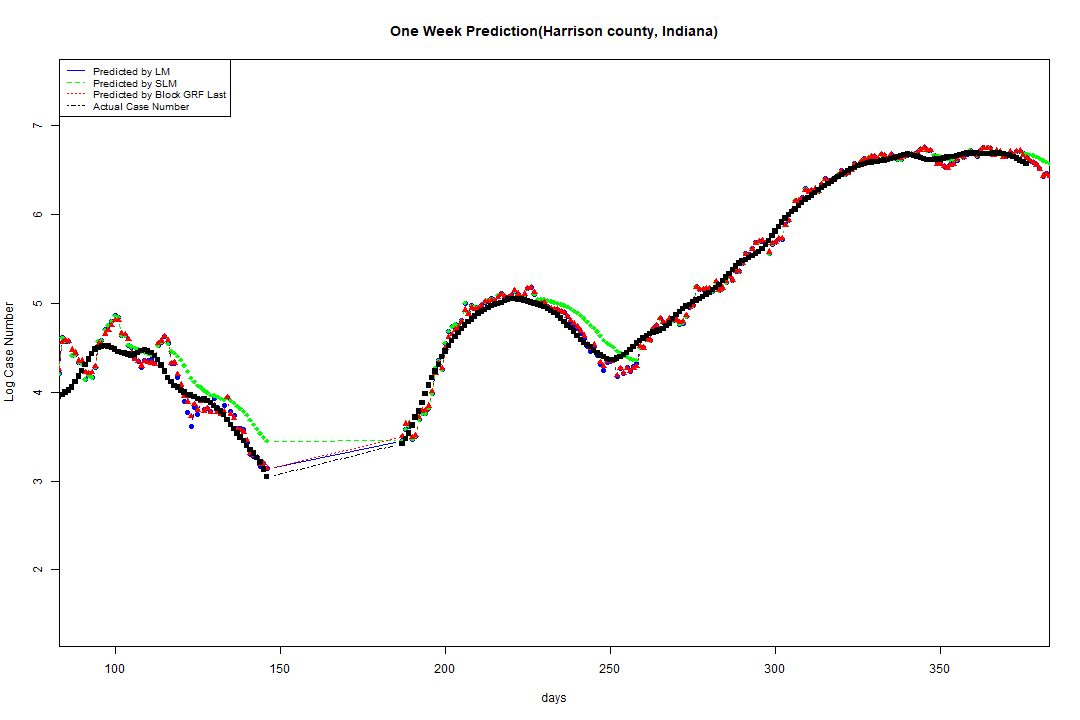 One Week Prediction(Harrison county, Indiana)
Predicted by LM
Predicted by SLM
Predicted by Block GRF Last
Actual Case Number
Log Case Number
7
6
5
4
3
2
100 150 200 250 300 350
days